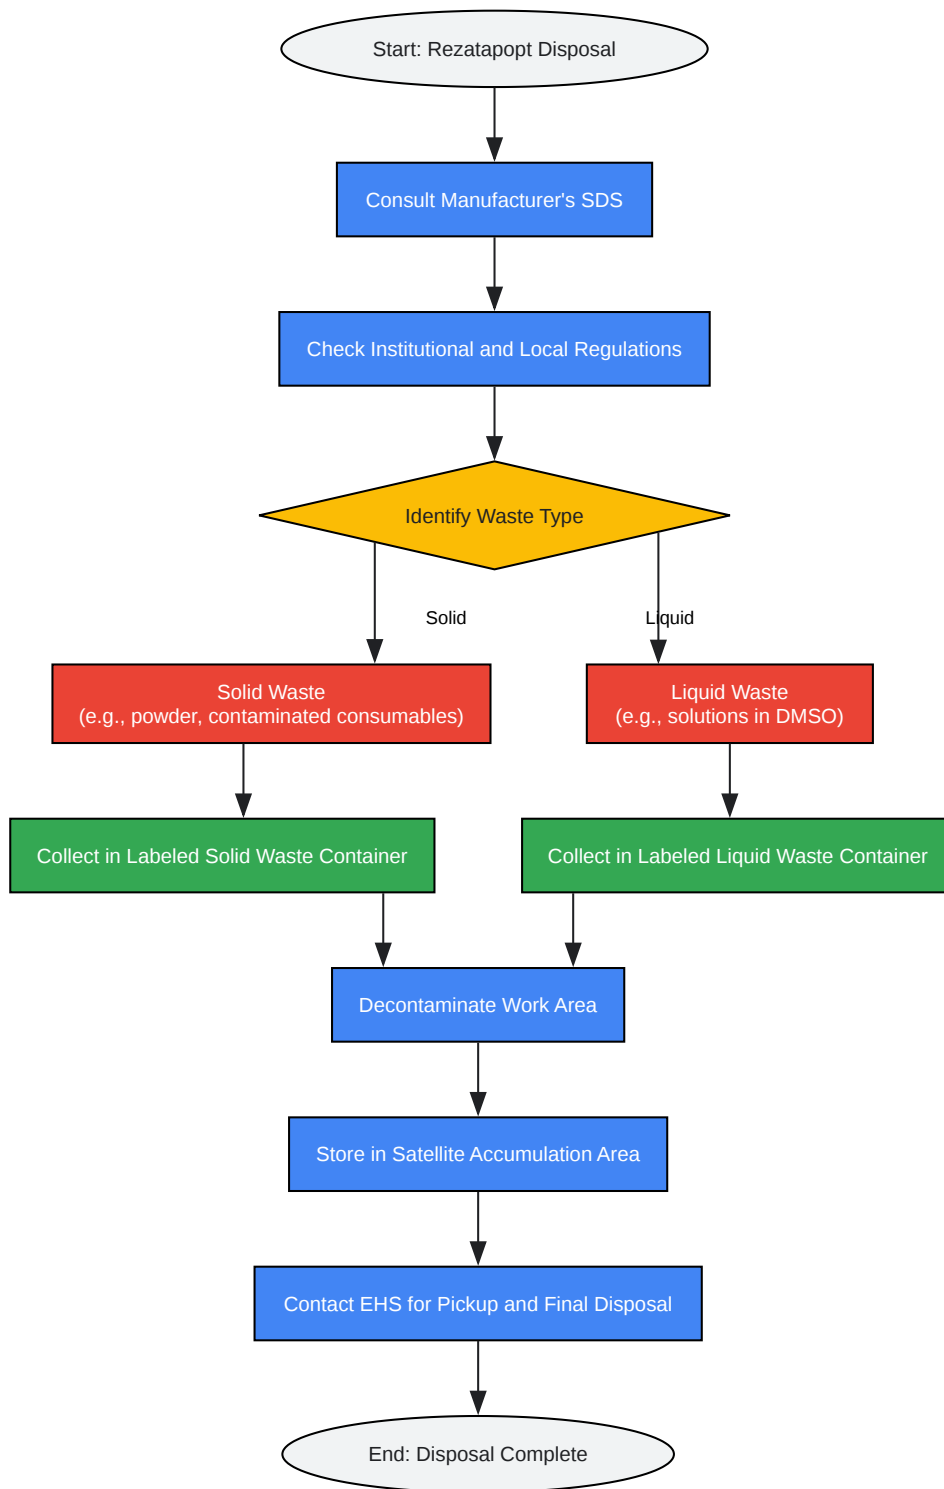 Start: Rezatapopt Disposal
Consult Manufacturer's SDS
Check Institutional and Local Regulations
Identify Waste Type
Solid
Liquid
Solid Waste
(e.g., powder, contaminated consumables)
Liquid Waste
(e.g., solutions in DMSO)
Collect in Labeled Solid Waste Container
Collect in Labeled Liquid Waste Container
Decontaminate Work Area
Store in Satellite Accumulation Area
Contact EHS for Pickup and Final Disposal
End: Disposal Complete